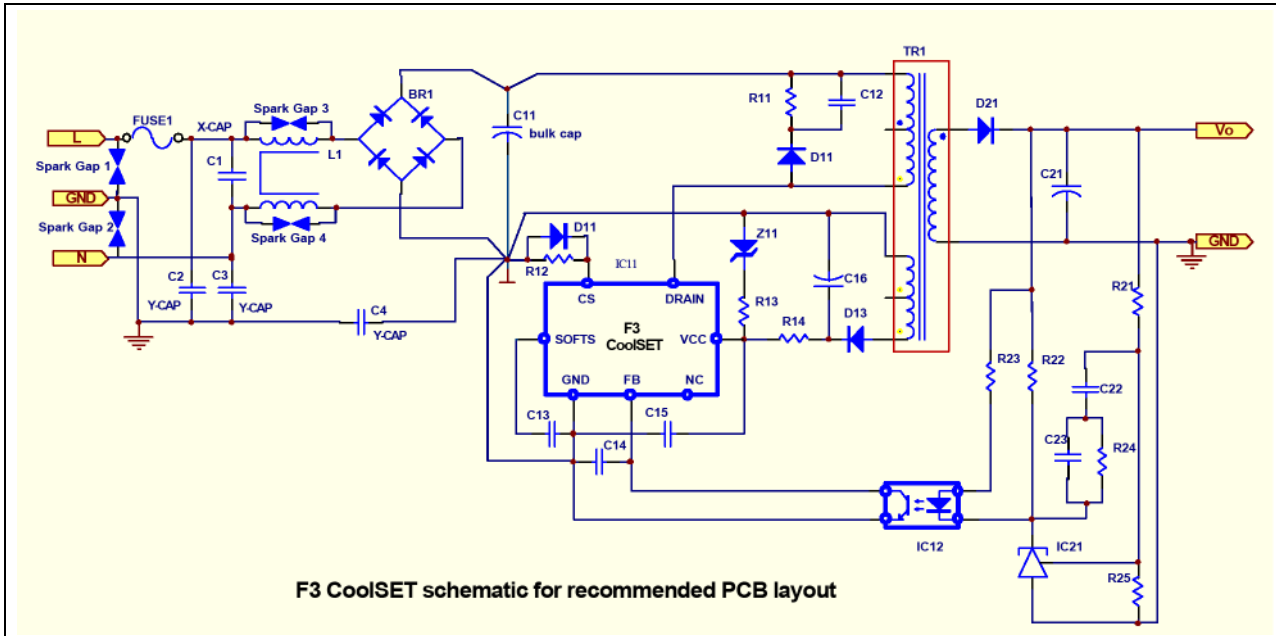 TR1
BR1
R11
C12
D21
Spark Gap 3
FUSE1
X-CAP
C11
bulk cap
L
Vo
L1
C1
D11
Spark Gap 1
C21
GND
Spark Gap 2
Spark Gap 4
D11
Z11
GND
N
R12
IC11
C16
C2
C3
CS
DRAIN
R21
Y-CAP
Y-CAP
C4
Y-CAP
F3
CoolSET
R13
R14
D13
SOFTS
VCC
R23
R22
GND
FB
NC
C22
C13
C15
C14
C23
R24
IC12
IC21
R25
F3 CoolSET schematic for recommended PCB layout